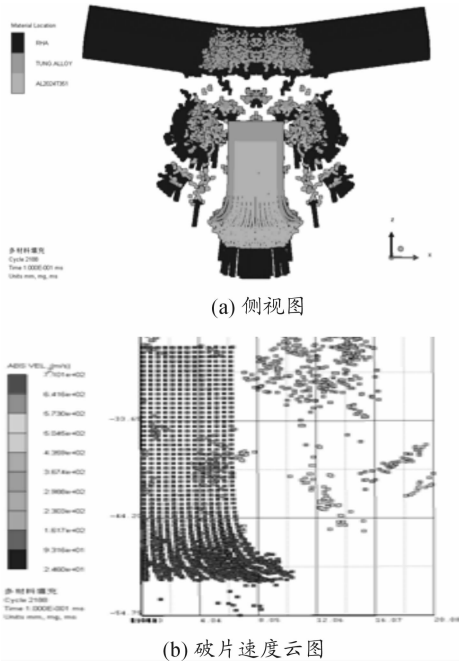 Material Location
RHA
TUNG.ALLOY
AL2024T351
多材料填充
Cycle 2188
Time 1.000E-001 ms
Units mm, mg, ms
z
x
(a) 侧视图
ABS.VEL. (m/s)
7.101e+02
6.416e+02
5.730e+02
5.045e+02
4.359e+02
3.674e+02
2.988e+02
2.303e+02
1.617e+02
9.316e+01
2.460e+01
多材料填充
Cycle 2188
Time 1.000E-001 ms
Units mm, mg, ms
(b) 破片速度云图